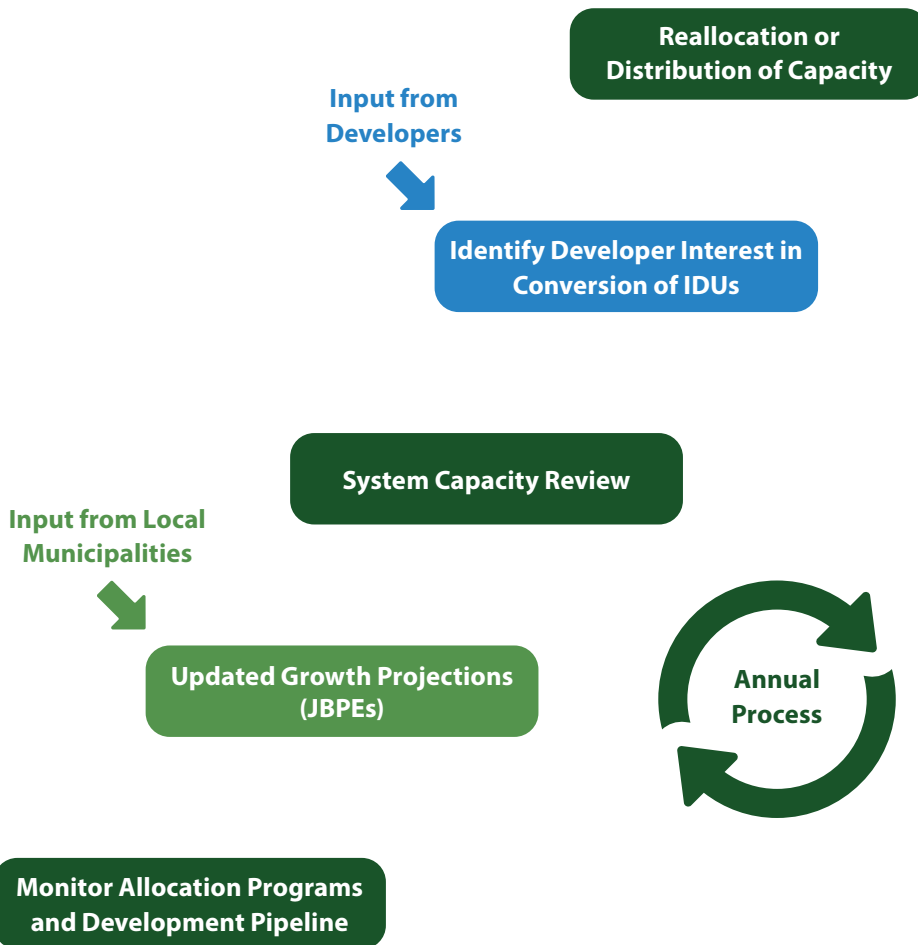 Reallocation or
Distribution of Capacity
Input from
Developers
Identify Developer Interest in
Conversion of IDUs
System Capacity Review
Input from Local
Municipalities
Updated Growth Projections
(JBPEs)
Annual
Process
Monitor Allocation Programs
and Development Pipeline